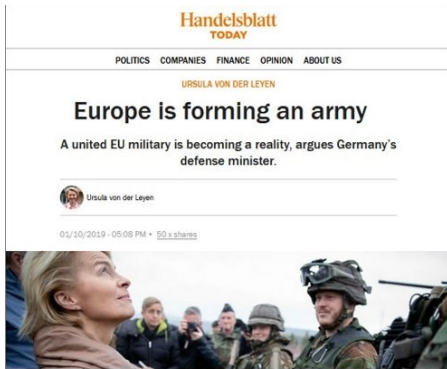 Handelsblatt
TODAY
POLITICS COMPANIES FINANCE OPINION ABOUT US
URSULA VON DER LEYEN
Europe is forming an army
A united EU military is becoming a reality, argues Germany's
defense minister.
Ursula von der Leyen
01/10/2019 - 05:08 PM • 50 x shares